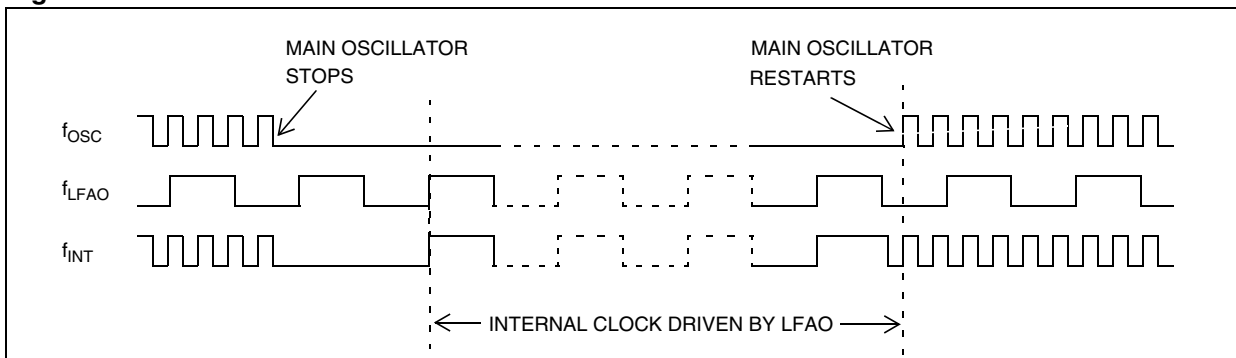 MAIN OSCILLATOR
STOPS
MAIN OSCILLATOR
RESTARTS
fOSC
fLFAO
fINT
INTERNAL CLOCK DRIVEN BY LFAO